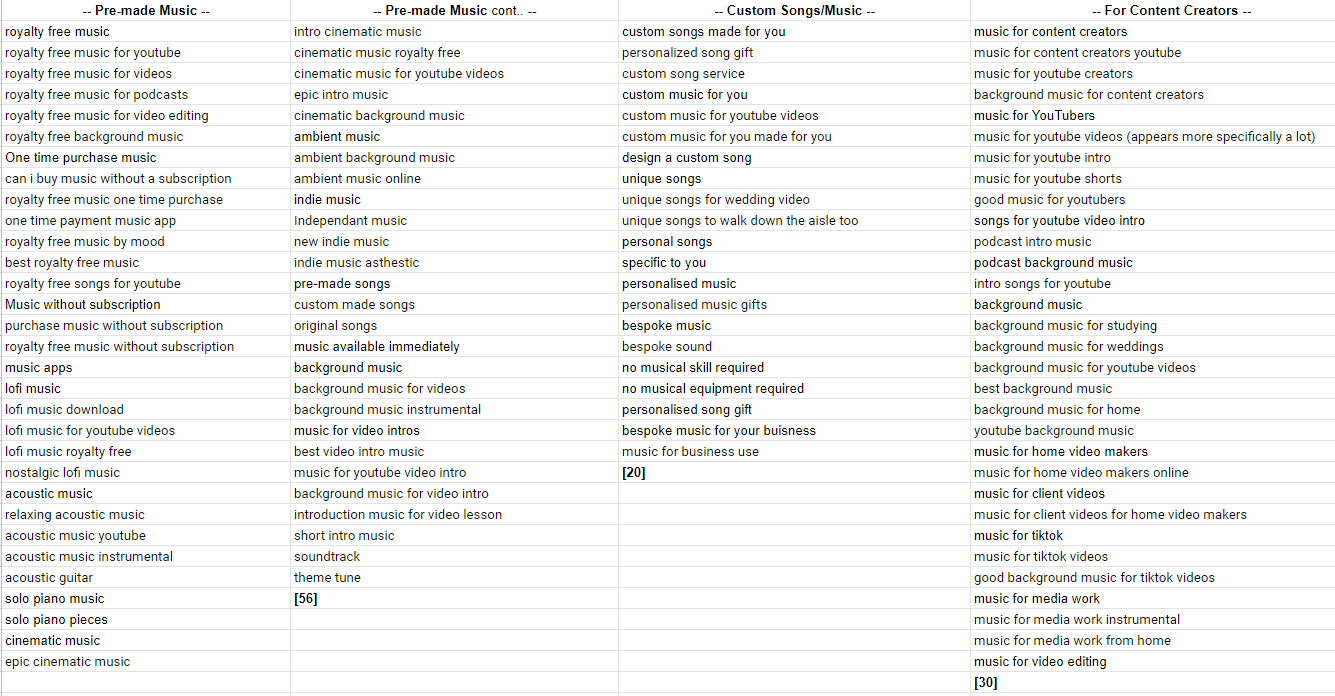 -- Pre-made Music --
royalty free music
royalty free music for youtube
royalty free music for videos
royalty free music for podcasts
royalty free music for video editing
royalty free background music
One time purchase music
can i buy music without a subscription
royalty free music one time purchase
one time payment music app
royalty free music by mood
best royalty free music
royalty free songs for youtube
Music without subscription
purchase music without subscription
royalty free music without subscription
music apps
lofi music
lofi music download
lofi music for youtube videos
lofi music royalty free
nostalgic lofi music
acoustic music
relaxing acoustic music
acoustic music youtube
acoustic music instrumental
acoustic guitar
solo piano music
solo piano pieces
cinematic music
epic cinematic music
-- Pre-made Music cont.. --
intro cinematic music
cinematic music royalty free
cinematic music for youtube videos
epic intro music
cinematic background music
ambient music
ambient background music
ambient music online
indie music
Independant music
new indie music
indie music asthestic
pre-made songs
custom made songs
original songs
music available immediately
background music
background music for videos
background music instrumental
music for video intros
best video intro music
music for youtube video intro
background music for video intro
introduction music for video lesson
short intro music
soundtrack
theme tune
[56]
-- Custom Songs/Music --
custom songs made for you
personalized song gift
custom song service
custom music for you
custom music for youtube videos
custom music for you made for you
design a custom song
unique songs
unique songs for wedding video
unique songs to walk down the aisle too
personal songs
specific to you
personalised music
personalised music gifts
bespoke music
bespoke sound
no musical skill required
no musical equipment required
personalised song gift
bespoke music for your buisness
music for business use
[20]
-- For Content Creators --
music for content creators
music for content creators youtube
music for youtube creators
background music for content creators
music for YouTubers
music for youtube videos (appears more specifically a lot)
music for youtube intro
music for youtube shorts
good music for youtubers
songs for youtube video intro
podcast intro music
podcast background music
intro songs for youtube
background music
background music for studying
background music for weddings
background music for youtube videos
best background music
background music for home
youtube background music
music for home video makers
music for home video makers online
music for client videos
music for client videos for home video makers
music for tiktok
music for tiktok videos
good background music for tiktok videos
music for media work
music for media work instrumental
music for media work from home
music for video editing
[30]